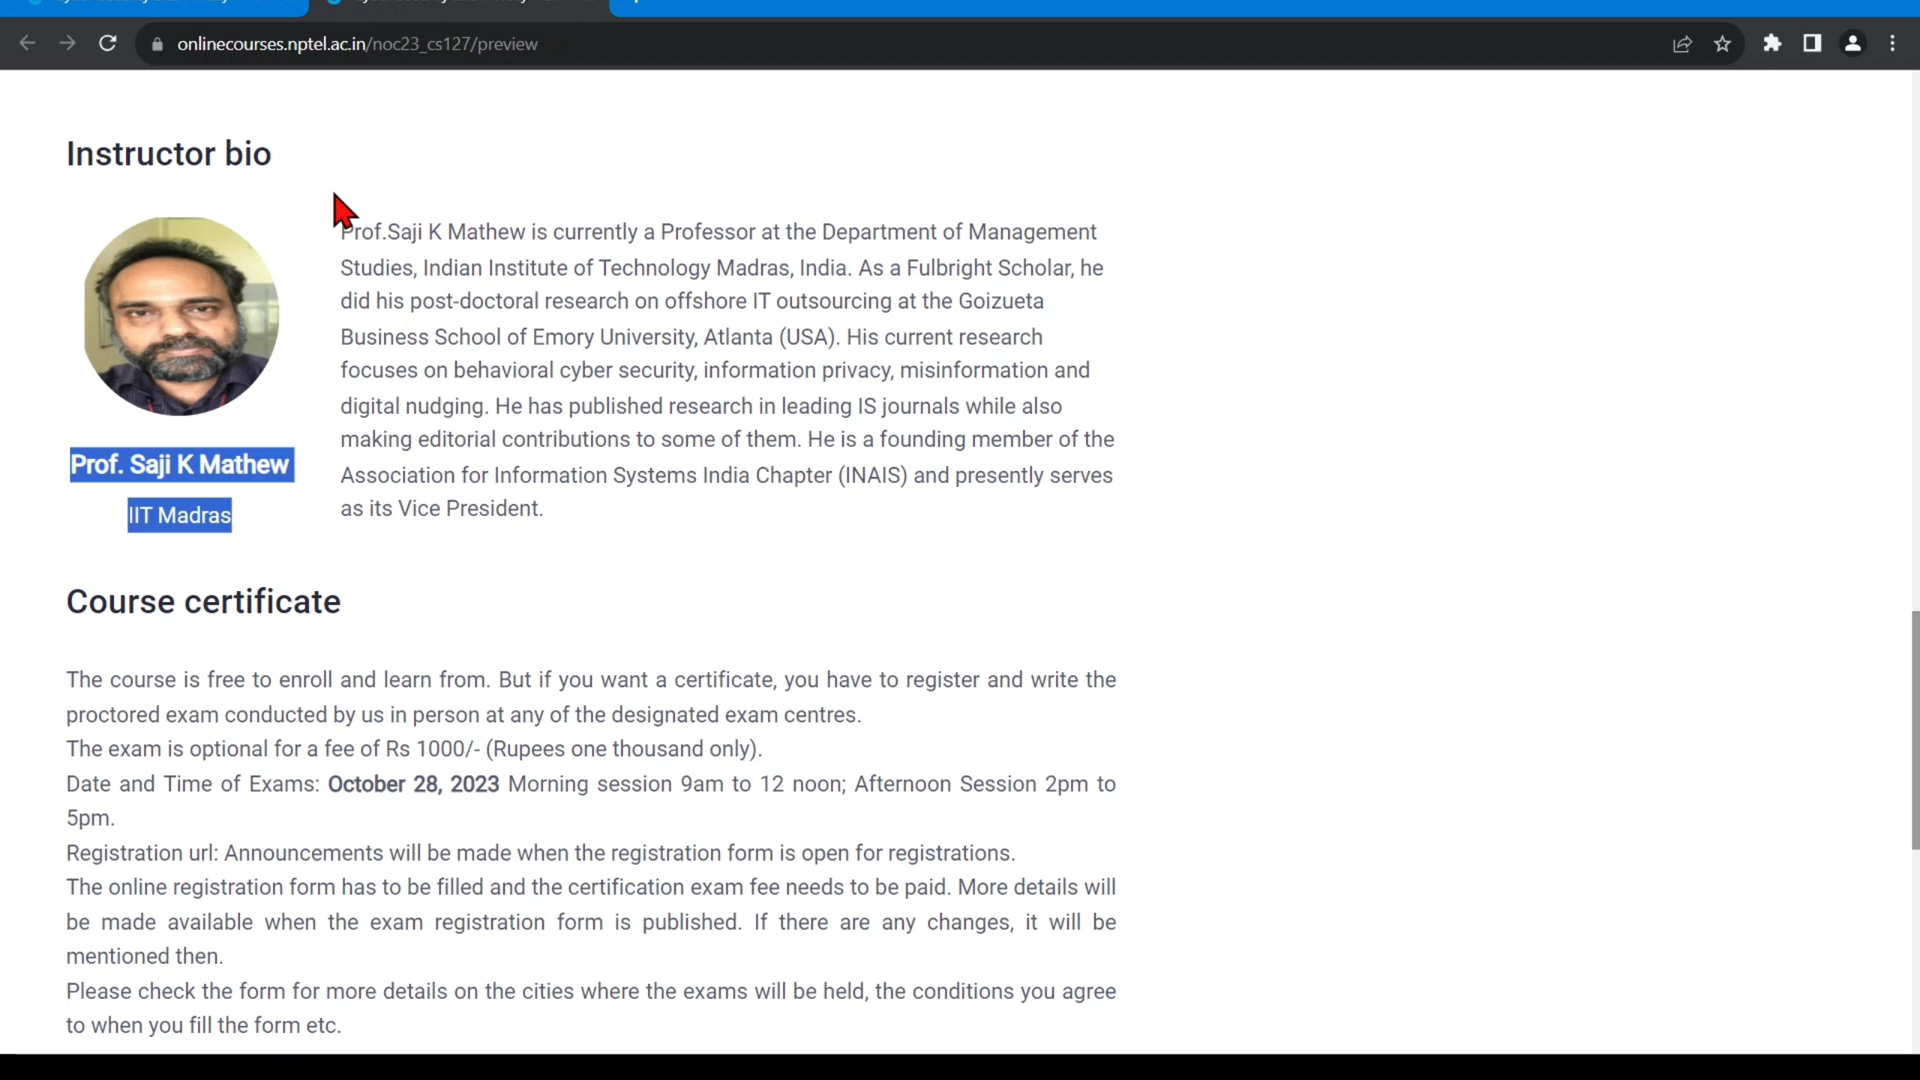 onlinecourses.nptel.ac.in/noc23_cs127/preview
Instructor bio
Prof.Saji K Mathew is currently a Professor at the Department of Management
Studies, Indian Institute of Technology Madras, India. As a Fulbright Scholar, he
did his post-doctoral research on offshore IT outsourcing at the Goizueta
Business School of Emory University, Atlanta (USA). His current research
focuses on behavioral cyber security, information privacy, misinformation and
digital nudging. He has published research in leading IS journals while also
making editorial contributions to some of them. He is a founding member of the
Association for Information Systems India Chapter (INAIS) and presently serves
as its Vice President.
Prof. Saji K Mathew
IIT Madras
Course certificate
The course is free to enroll and learn from. But if you want a certificate, you have to register and write the
proctored exam conducted by us in person at any of the designated exam centres.
The exam is optional for a fee of Rs 1000/- (Rupees one thousand only).
Date and Time of Exams: October 28, 2023 Morning session 9am to 12 noon; Afternoon Session 2pm to
5pm.
Registration url: Announcements will be made when the registration form is open for registrations.
The online registration form has to be filled and the certification exam fee needs to be paid. More details will
be made available when the exam registration form is published. If there are any changes, it will be
mentioned then.
Please check the form for more details on the cities where the exams will be held, the conditions you agree
to when you fill the form etc.